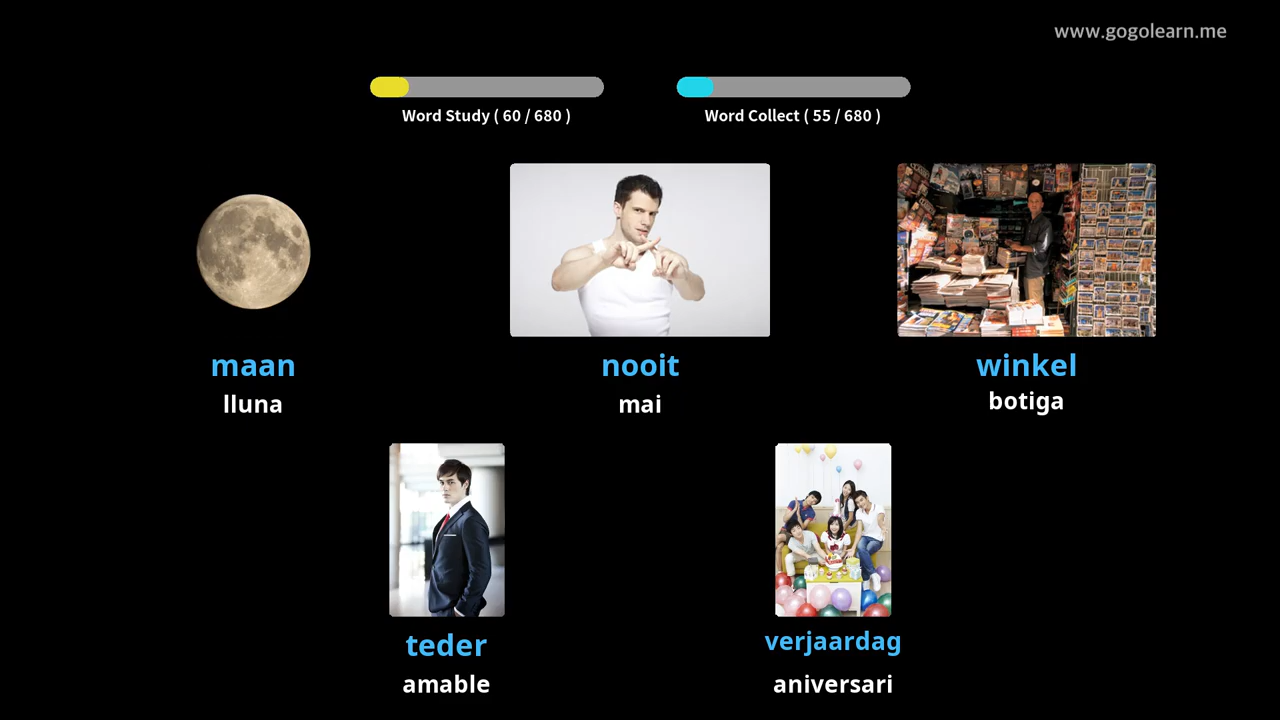 www.gogolearn.me
Word Study ( 60 / 680 )
Word Collect ( 55 / 680 )
maan
lluna
nooit
mai
winkel
botiga
teder
amable
verjaardag
aniversari